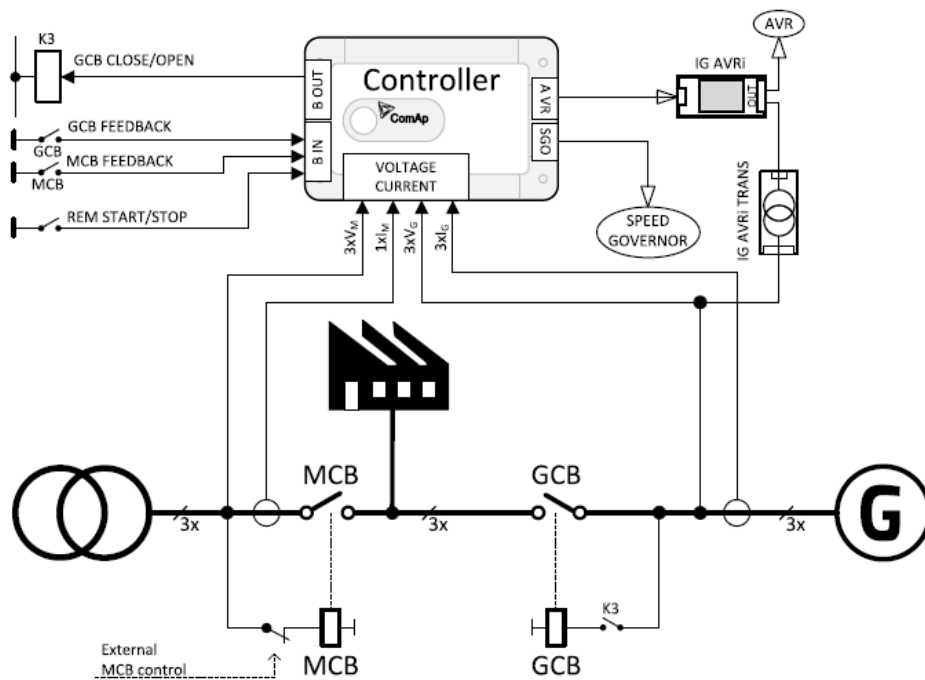 K3
GCB CLOSE/OPEN
GCB FEEDBACK
GCB
MCB FEEDBACK
MCB
REM START/STOP
B OUT
B IN
Controller
ComAp
VOLTAGE
CURRENT
AVR
SGO
IG AVRi
OUT
AVR
IG AVRi TRANS
SPEED
GOVERNOR
3xVM
1xIM
3xVG
3xIG
MCB
GCB
3x
3x
3x
G
K3
External
MCB control
MCB
GCB